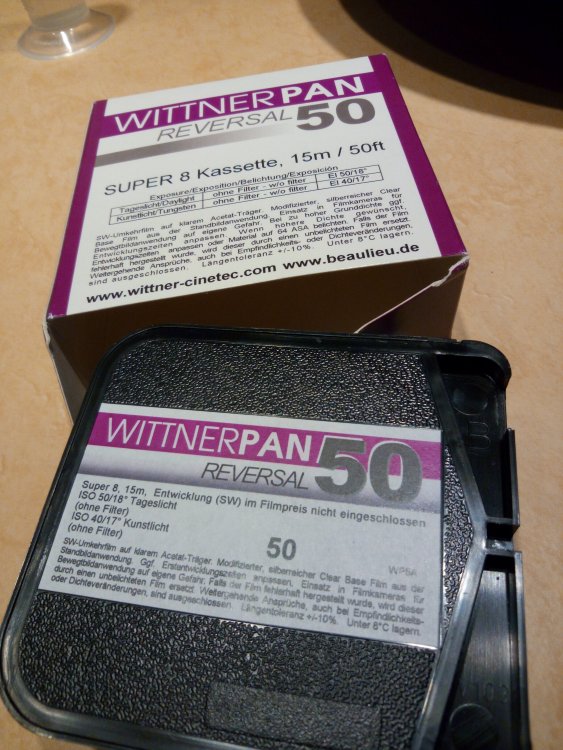 WITTNERPAN
REVERSAL 50
SUPER 8 Kassette, 15m / 50ft
Exposure/Exposition/Belichtung/Exposición
Tageslicht/Daylight ohne Filter - w/o filter EI 50/18°
Kunstlicht/Tungsten ohne Filter - w/o filter EI 40/17°
SW-Umkehrfilm auf klarem Acetat-Träger. Modifizierter, silberreicher Clear
Base Film aus der Standbildanwendung. Einsatz in Filmkameras für
Bewegtbildanwendung auf eigene Gefahr. Bei zu hoher Grunddichte ggf.
Entwicklungszeiten anpassen. Wenn höhere Dichte gewünscht,
Entwicklungszeiten anpassen oder Material auf 64 ASA belichten. Falls der Film
fehlerhaft hergestellt wurde, wird dieser durch einen unbelichteten Film ersetzt.
Weitergehende Ansprüche, auch bei Empfindlichkeits- oder Dichteveränderungen,
sind ausgeschlossen. Längentoleranz +/-10%. Unter 8°C lagern.
www.wittner-cinetec.com www.beaulieu.de
WITTNERPAN
REVERSAL 50
Super 8, 15m, Entwicklung (SW) im Filmpreis nicht eingeschlossen
ISO 50/18° Tageslicht
(ohne Filter)
ISO 40/17° Kunstlicht
(ohne Filter)
50
SW-Umkehrfilm auf klarem Acetat-Träger. Modifizierter, silberreicher Clear Base Film aus der
Standbildanwendung. Ggf. Erstentwicklungszeiten anpassen. Einsatz in Filmkameras für
Bewegtbildanwendung auf eigene Gefahr. Falls der Film fehlerhaft hergestellt wurde, wird dieser
durch einen unbelichteten Film ersetzt. Weitergehende Ansprüche, auch bei Empfindlichkeits-
oder Dichteveränderungen, sind ausgeschlossen. Längentoleranz +/-10%. Unter 8°C lagern.